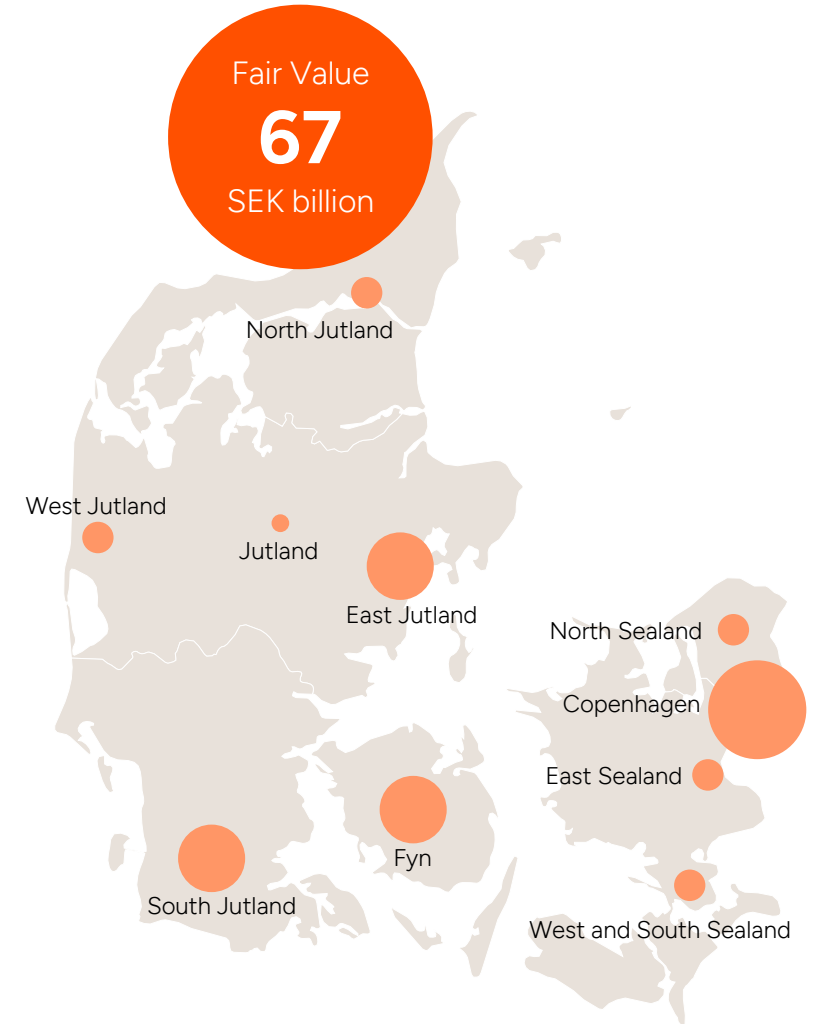 Fair Value
67
SEK billion
North Jutland
West Jutland
Jutland
East Jutland
North Sealand
Copenhagen
East Sealand
Fyn
South Jutland
West and South Sealand